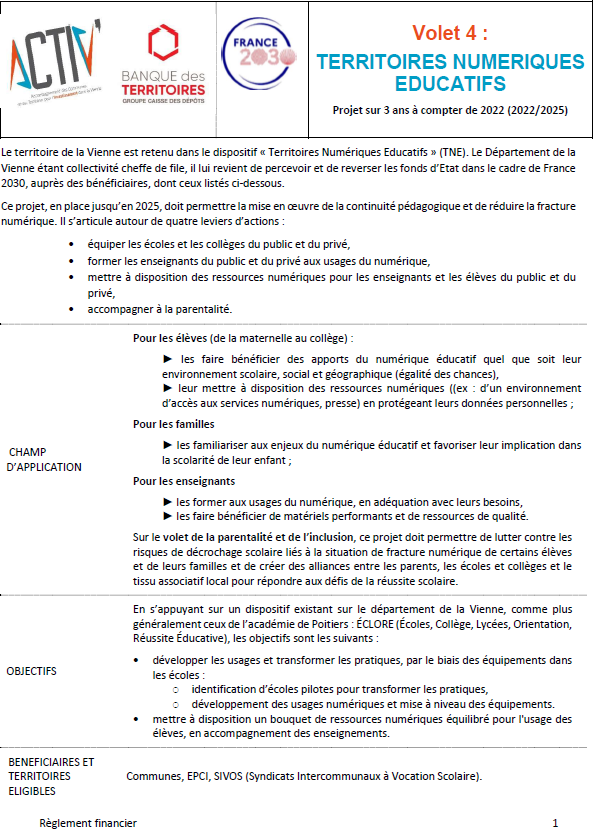 ACTIV'
Accompagnement des Communes
et du Territoire pour l'investissement dans la Vienne
BANQUE des
TERRITOIRES
GROUPE CAISSE DES DÉPÔTS
FRANCE
2030
Volet 4 :
TERRITOIRES NUMERIQUES
EDUCATIFS
Projet sur 3 ans à compter de 2022 (2022/2025)
Le territoire de la Vienne est retenu dans le dispositif « Territoires Numériques Educatifs » (TNE). Le Département de la
Vienne étant collectivité cheffe de file, il lui revient de percevoir et de reverser les fonds d'Etat dans le cadre de France
2030, auprès des bénéficiaires, dont ceux listés ci-dessous.
Ce projet, en place jusqu'en 2025, doit permettre la mise en œuvre de la continuité pédagogique et de réduire la fracture
numérique. Il s'articule autour de quatre leviers d'actions :
• équiper les écoles et les collèges du public et du privé,
• former les enseignants du public et du privé aux usages du numérique,
• mettre à disposition des ressources numériques pour les enseignants et les élèves du public et du
privé,
• accompagner à la parentalité.
CHAMP
D'APPLICATION
Pour les élèves (de la maternelle au collège) :
► les faire bénéficier des apports du numérique éducatif quel que soit leur
environnement scolaire, social et géographique (égalité des chances),
► leur mettre à disposition des ressources numériques ((ex : d'un environnement
d'accès aux services numériques, presse) en protégeant leurs données personnelles ;
Pour les familles
► les familiariser aux enjeux du numérique éducatif et favoriser leur implication dans
la scolarité de leur enfant ;
Pour les enseignants
► les former aux usages du numérique, en adéquation avec leurs besoins,
► les faire bénéficier de matériels performants et de ressources de qualité.
Sur le volet de la parentalité et de l'inclusion, ce projet doit permettre de lutter contre les
risques de décrochage scolaire liés à la situation de fracture numérique de certains élèves
et de leurs familles et de créer des alliances entre les parents, les écoles et collèges et le
tissu associatif local pour répondre aux défis de la réussite scolaire.
OBJECTIFS
En s'appuyant sur un dispositif existant sur le département de la Vienne, comme plus
généralement ceux de l'académie de Poitiers : ÉCLORE (Écoles, Collège, Lycées, Orientation,
Réussite Éducative), les objectifs sont les suivants :
• développer les usages et transformer les pratiques, par le biais des équipements dans
les écoles :
○ identification d'écoles pilotes pour transformer les pratiques,
○ développement des usages numériques et mise à niveau des équipements.
• mettre à disposition un bouquet de ressources numériques équilibré pour l'usage des
élèves, en accompagnement des enseignements.
BENEFICIAIRES ET
TERRITOIRES
ELIGIBLES
Communes, EPCI, SIVOS (Syndicats Intercommunaux à Vocation Scolaire).
Règlement financier 1